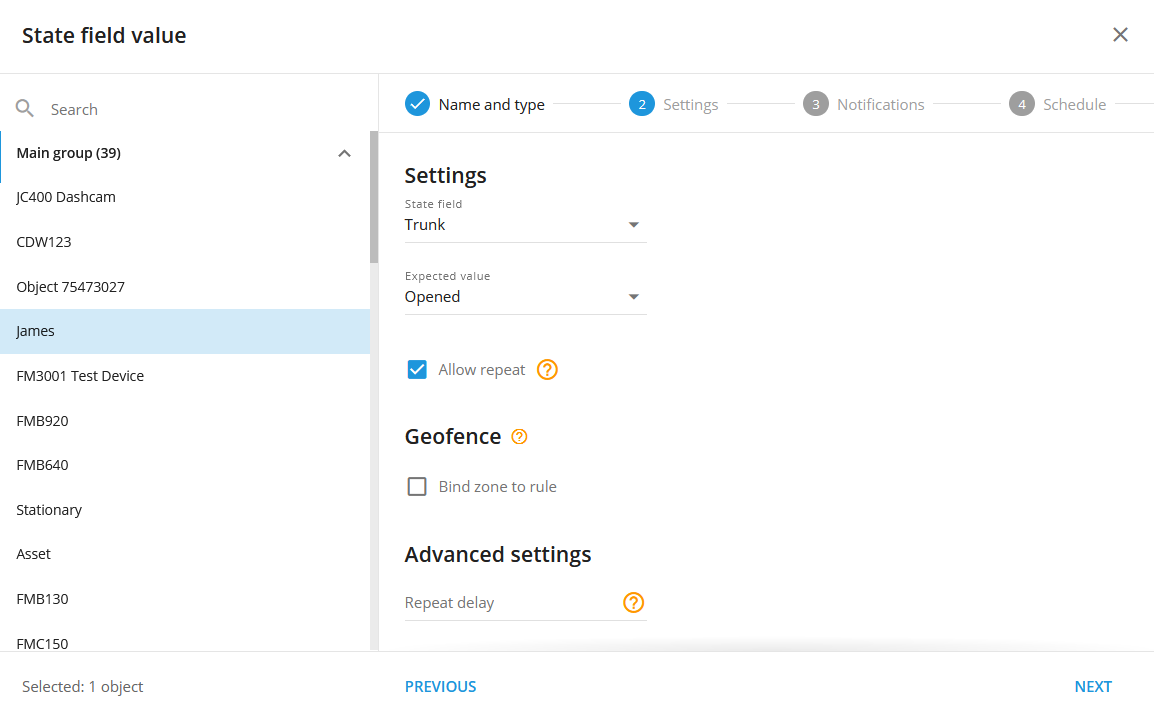 State field value
Search
Main group (39)
JC400 Dashcam
CDW123
Object 75473027
James
FM3001 Test Device
FMB920
FMB640
Stationary
Asset
FMB130
FMC150
Selected: 1 object
Name and type
2 Settings
3 Notifications
4 Schedule
Settings
State field
Trunk
Expected value
Opened
Allow repeat ?
Geofence ?
Bind zone to rule
Advanced settings
Repeat delay ?
PREVIOUS
NEXT